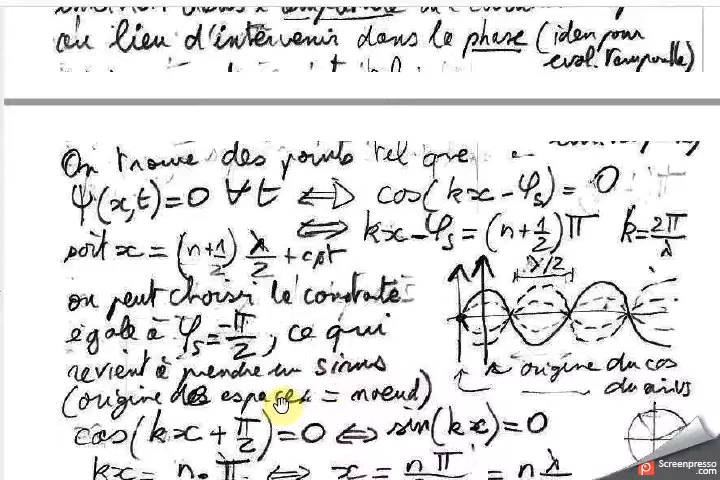 au lieu d'intervenir dans la phase (idem pour
évol. temporelle)
On trouve des points tel que
Ψ(x,t)=0 ∀t ⇔ cos(kx-φs)=0
⇔ kx-φs=(n+1/2)π k=2π/λ
soit x=(n+1/2) λ/2 + cpt
λ/2
on peut choisir la constante
égale à φs=-π/2, ce qui
revient à prendre un sinus
(origine des espaces = noeud)
origine du cos
du sinus
cos(kx+π/2)=0 ⇔ sin(kx)=0
kx= n·π ⇔ x= nπ = nλ
Screenpresso
.com